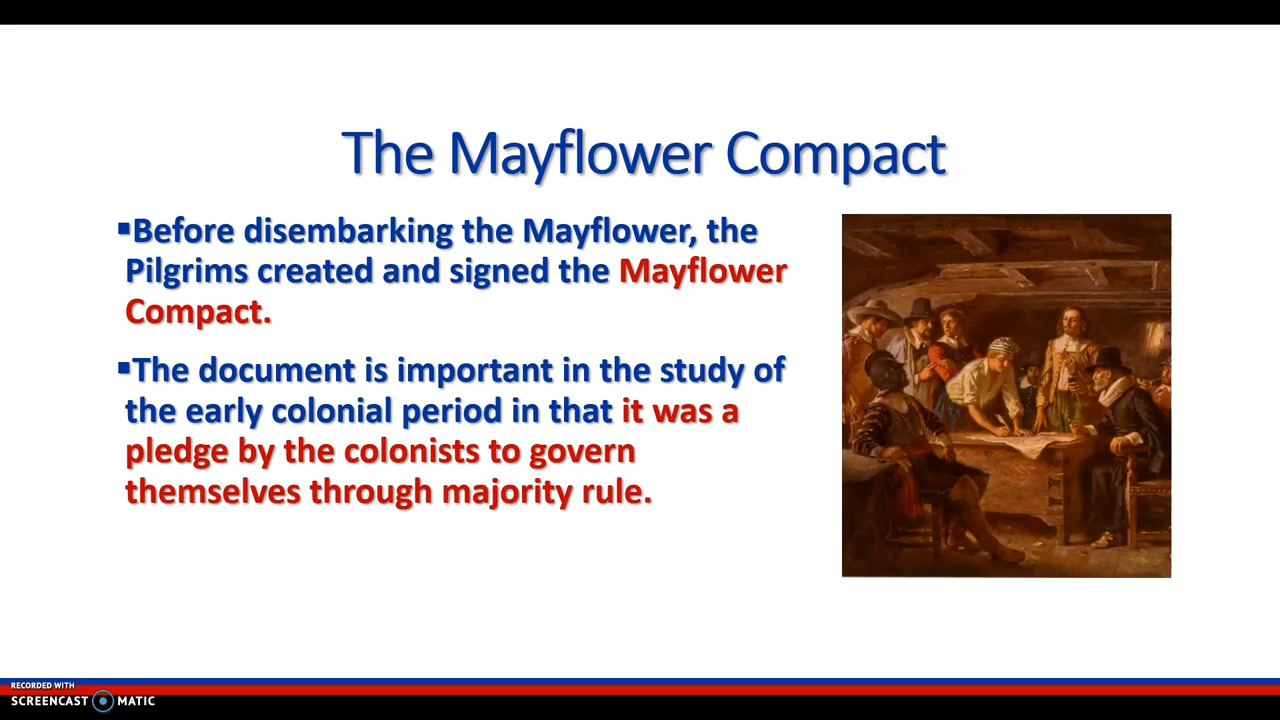 The Mayflower Compact
▪Before disembarking the Mayflower, the
Pilgrims created and signed the Mayflower
Compact.
▪The document is important in the study of
the early colonial period in that it was a
pledge by the colonists to govern
themselves through majority rule.
RECORDED WITH
SCREENCAST MATIC